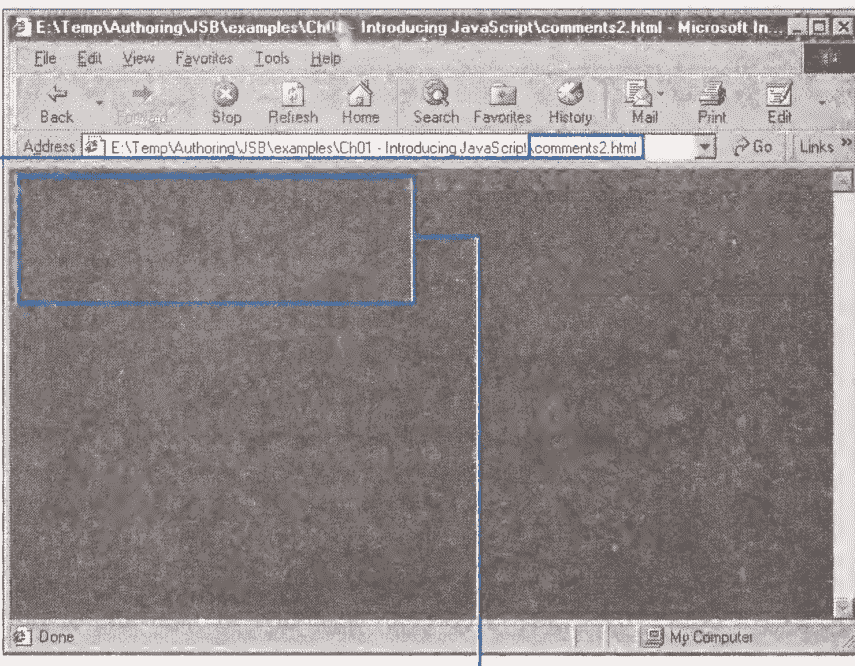 E:\Temp\Authoring\JSB\examples\Ch01 - Introducing JavaScript\comments2.html - Microsoft In...
File Edit View Favorites Tools Help
Back Forward Stop Refresh Home Search Favorites History Mail Print Edit
Address E:\Temp\Authoring\JSB\examples\Ch01 - Introducing JavaScript\comments2.html Go Links »
Done My Computer